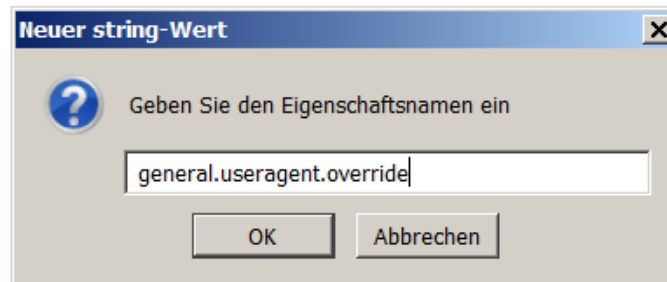 Neuer string-Wert
Geben Sie den Eigenschaftsnamen ein
general.useragent.override
OK Abbrechen